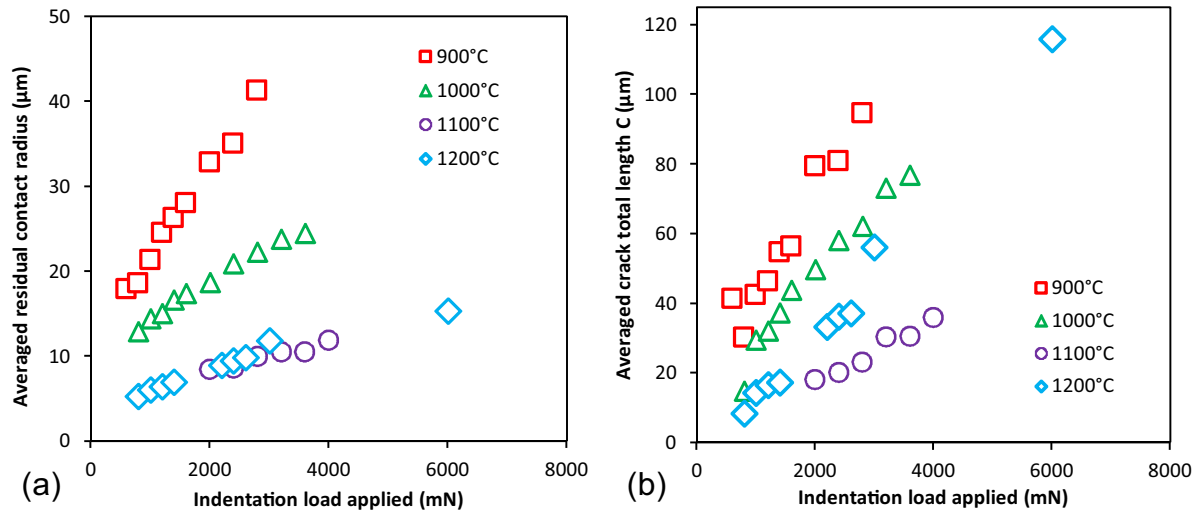 50
40
30
20
10
0
0
2000
4000
6000
8000
Averaged residual contact radius (µm)
Indentation load applied (mN)
900°C
1000°C
1100°C
1200°C
(a)
120
100
80
60
40
20
0
0
2000
4000
6000
8000
Averaged crack total length C (µm)
Indentation load applied (mN)
900°C
1000°C
1100°C
1200°C
(b)